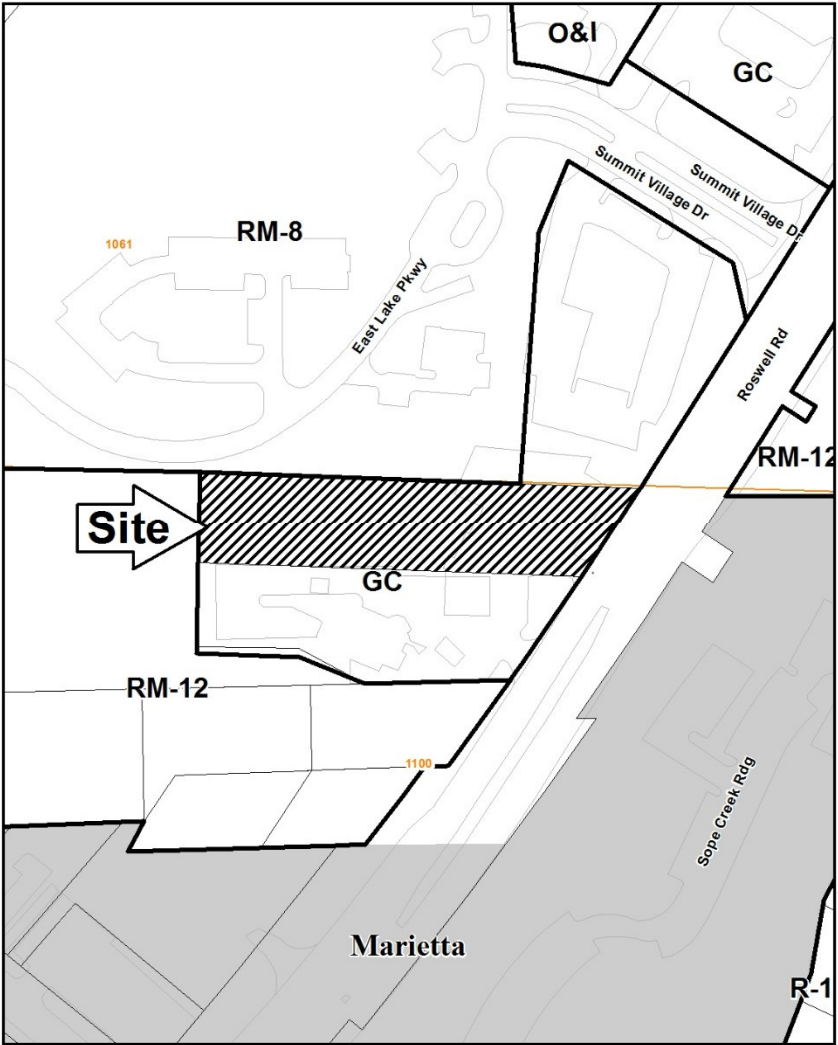 O&I
GC
Summit Village Dr
Summit Village Dr
RM-8
1061
East Lake Pkwy
Roswell Rd
RM-12
Site
GC
RM-12
1100
Sope Creek Rdg
Marietta
R-1